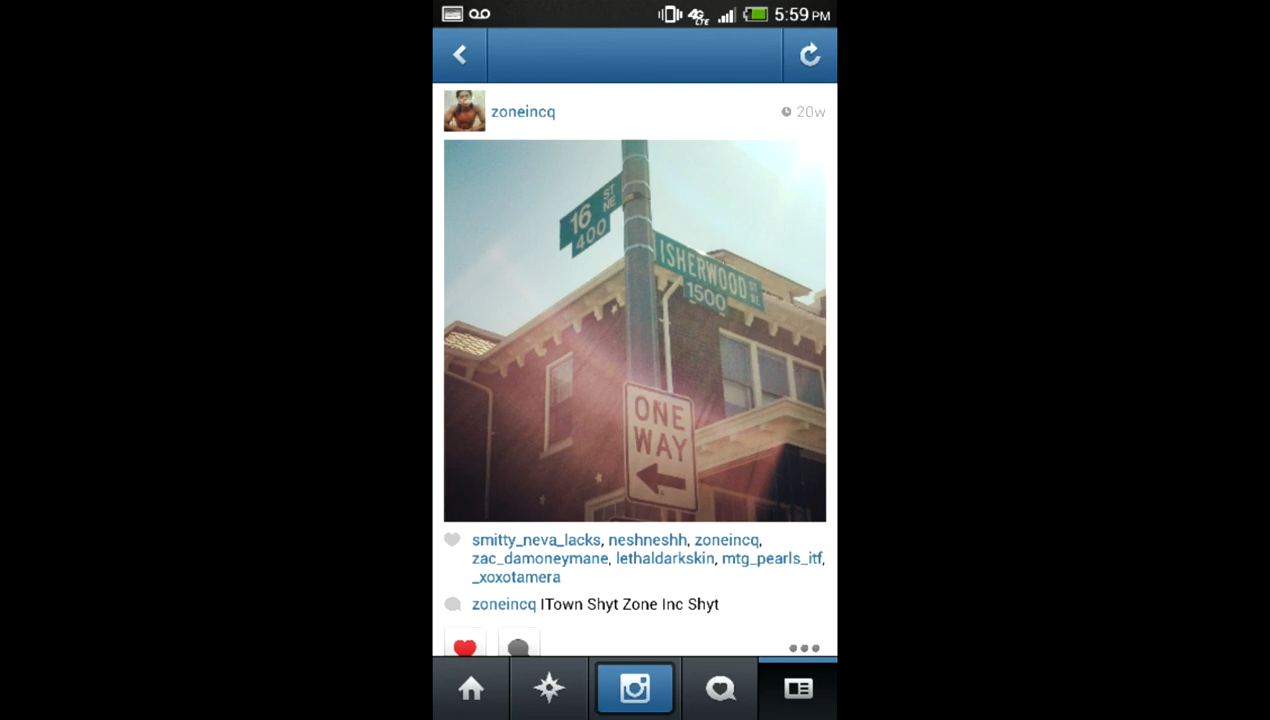 5:59 PM
zoneincq
20w
16 ST NE
400
ISHERWOOD ST NE
1500
ONE
WAY
smitty_neva_lacks, neshneshh, zoneincq,
zac_damoneymane, lethaldarkskin, mtg_pearls_itf,
_xoxotamera
zoneincq ITown Shyt Zone Inc Shyt